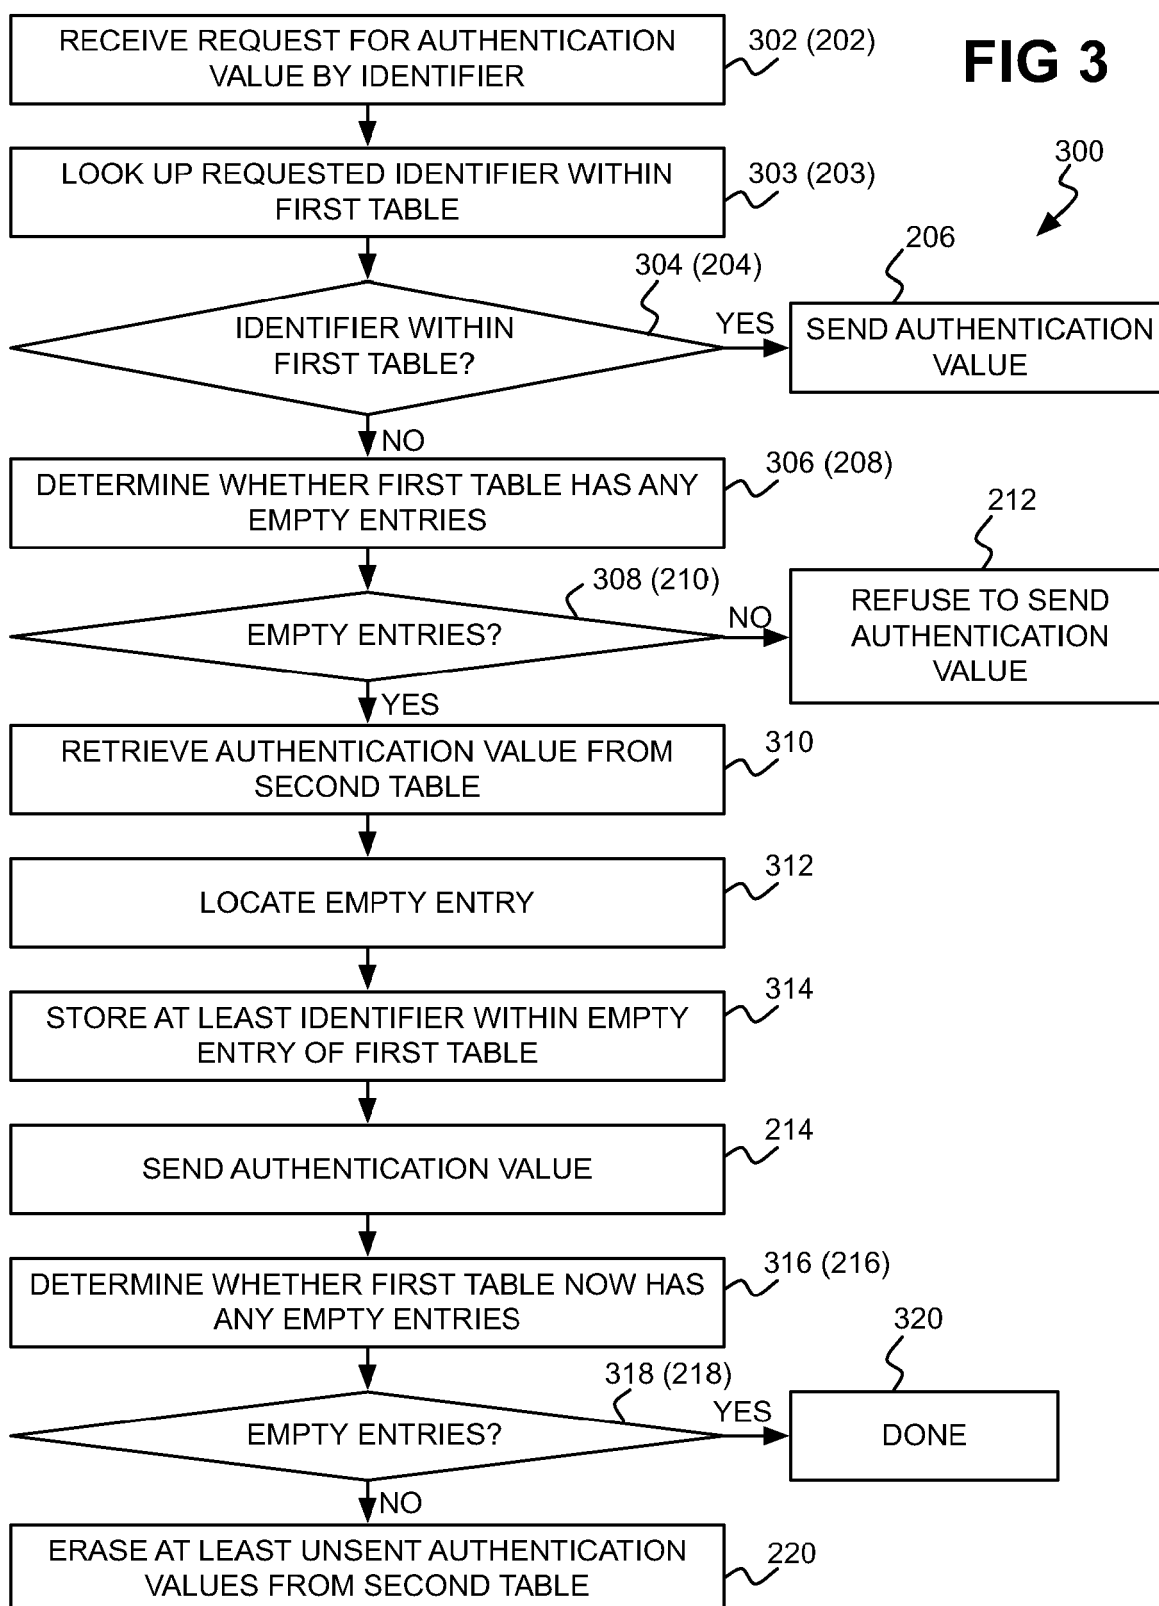 RECEIVE REQUEST FOR AUTHENTICATION
VALUE BY IDENTIFIER
302 (202)
FIG 3
LOOK UP REQUESTED IDENTIFIER WITHIN
FIRST TABLE
303 (203)
300
304 (204)
206
IDENTIFIER WITHIN
FIRST TABLE?
YES
SEND AUTHENTICATION
VALUE
NO
DETERMINE WHETHER FIRST TABLE HAS ANY
EMPTY ENTRIES
306 (208)
212
308 (210)
EMPTY ENTRIES?
NO
REFUSE TO SEND
AUTHENTICATION
VALUE
YES
RETRIEVE AUTHENTICATION VALUE FROM
SECOND TABLE
310
LOCATE EMPTY ENTRY
312
STORE AT LEAST IDENTIFIER WITHIN EMPTY
ENTRY OF FIRST TABLE
314
SEND AUTHENTICATION VALUE
214
DETERMINE WHETHER FIRST TABLE NOW HAS
ANY EMPTY ENTRIES
316 (216)
320
318 (218)
EMPTY ENTRIES?
YES
DONE
NO
ERASE AT LEAST UNSENT AUTHENTICATION
VALUES FROM SECOND TABLE
220